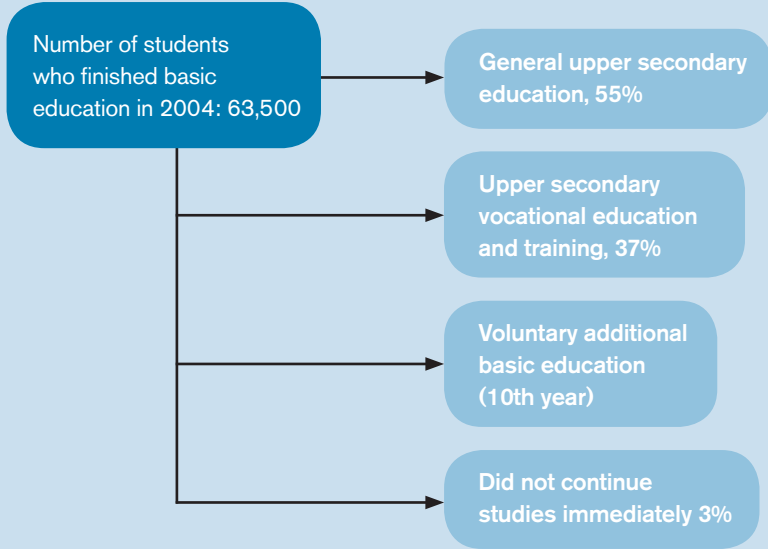 Number of students
who finished basic
education in 2004: 63,500
General upper secondary
education, 55%
Upper secondary
vocational education
and training, 37%
Voluntary additional
basic education
(10th year)
Did not continue
studies immediately 3%